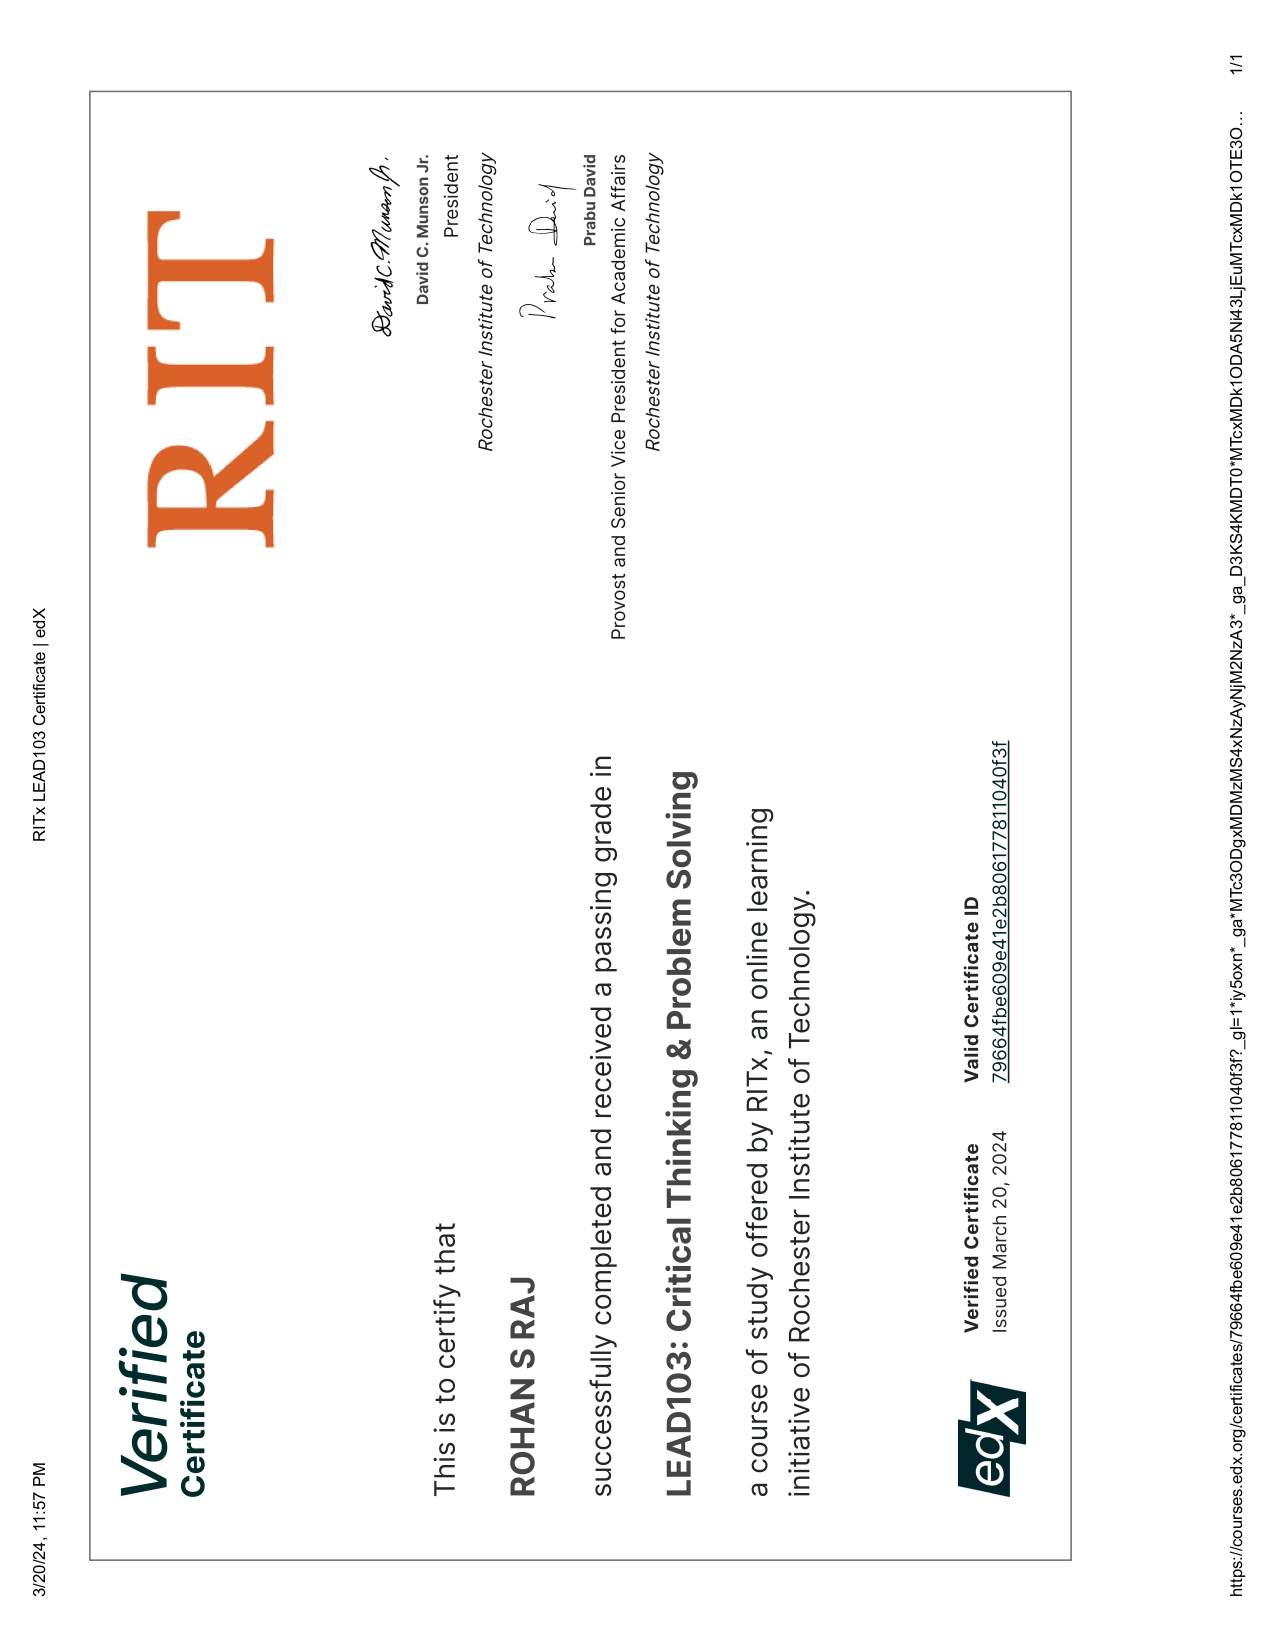 3/20/24, 11:57 PM
RITx LEAD103 Certificate | edX
Verified
Certificate
RIT
This is to certify that
ROHAN S RAJ
successfully completed and received a passing grade in
LEAD103: Critical Thinking & Problem Solving
a course of study offered by RITx, an online learning
initiative of Rochester Institute of Technology.
David C. Munson Jr.
David C. Munson Jr.
President
Rochester Institute of Technology
Prabu David
Prabu David
Provost and Senior Vice President for Academic Affairs
Rochester Institute of Technology
edX
Verified Certificate
Issued March 20, 2024
Valid Certificate ID
79664fbe609e41e2b806177811040f3f
https://courses.edx.org/certificates/79664fbe609e41e2b806177811040f3f?_gl=1*iy5oxn*_ga*MTc3ODgxMDMzMS4xNzAyNjM2NzA3*_ga_D3KS4KMDT0*MTcxMDk1ODA5Ni43LjEuMTcxMDk1OTE3O…
1/1